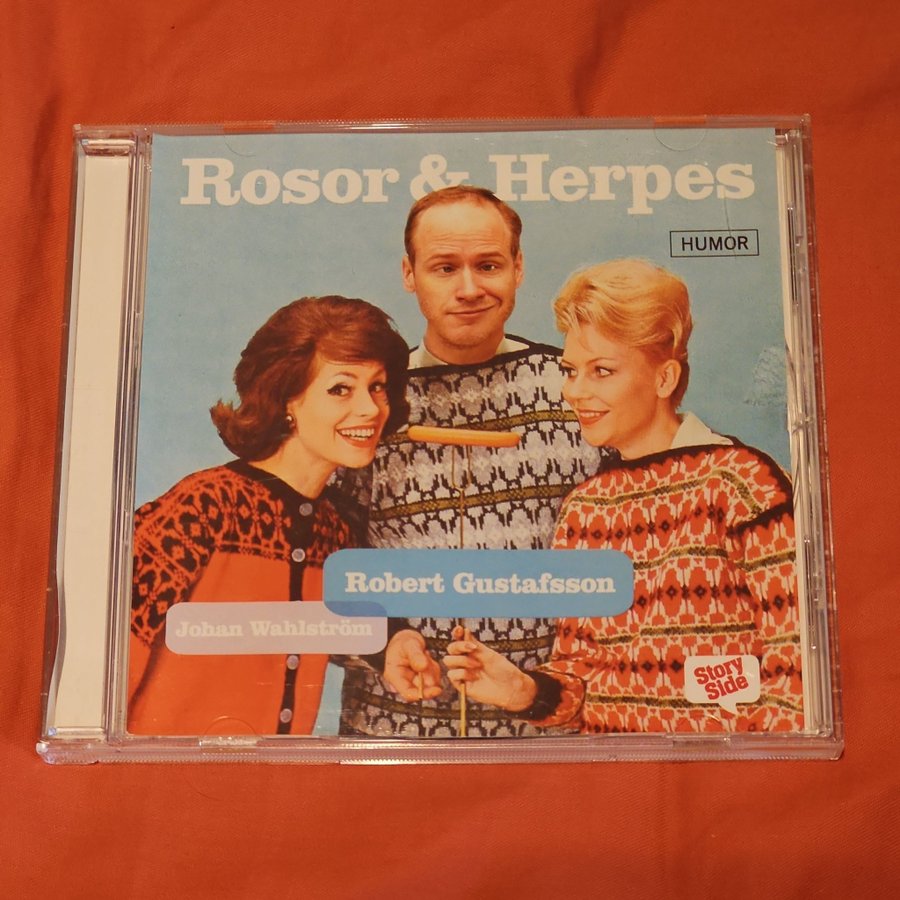 Rosor & Herpes
HUMOR
Robert Gustafsson
Johan Wahlström
Story
Side